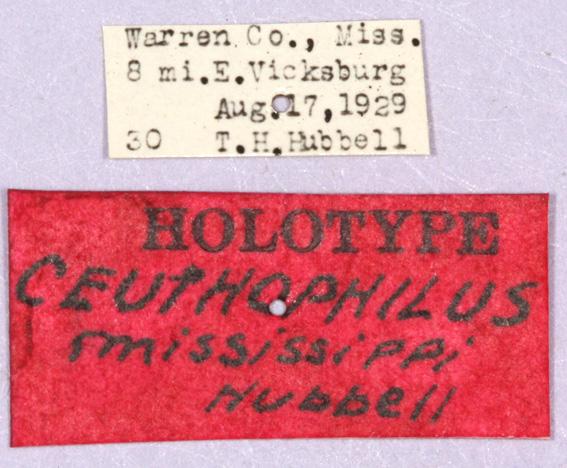 Warren Co., Miss.
8 mi.E.Vicksburg
Aug.17,1929
30 T.H.Hubbell
HOLOTYPE
CEUTHOPHILUS
mississippi
Hubbell